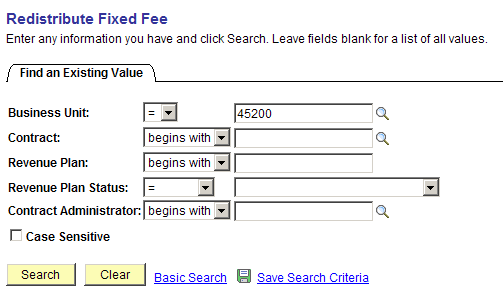 Redistribute Fixed Fee
Enter any information you have and click Search. Leave fields blank for a list of all values.
Find an Existing Value
Business Unit: = 45200
Contract: begins with
Revenue Plan: begins with
Revenue Plan Status: =
Contract Administrator: begins with
Case Sensitive
Search Clear Basic Search Save Search Criteria